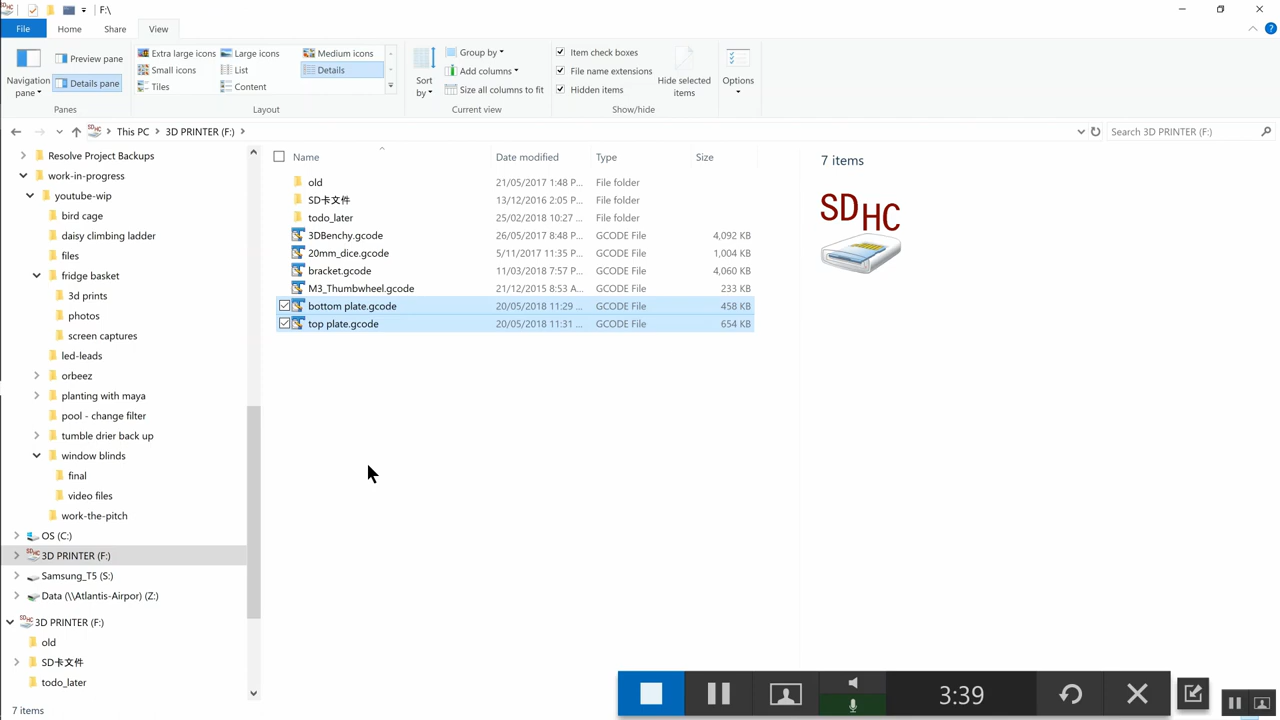 F:\
File
Home
Share
View
Navigation pane
Preview pane
Details pane
Panes
Extra large icons
Large icons
Medium icons
Small icons
List
Details
Tiles
Content
Layout
Sort by
Group by
Add columns
Size all columns to fit
Current view
Item check boxes
File name extensions
Hidden items
Hide selected items
Show/hide
Options
This PC
3D PRINTER (F:)
Search 3D PRINTER (F:)
Resolve Project Backups
work-in-progress
youtube-wip
bird cage
daisy climbing ladder
files
fridge basket
3d prints
photos
screen captures
led-leads
orbeez
planting with maya
pool - change filter
tumble drier back up
window blinds
final
video files
work-the-pitch
OS (C:)
3D PRINTER (F:)
Samsung_T5 (S:)
Data (\\Atlantis-Airpor) (Z:)
3D PRINTER (F:)
old
SD卡文件
todo_later
Name Date modified Type Size
old 21/05/2017 1:48 P... File folder
SD卡文件 13/12/2016 2:05 P... File folder
todo_later 25/02/2018 10:27 ... File folder
3DBenchy.gcode 26/05/2017 8:48 P... GCODE File 4,092 KB
20mm_dice.gcode 5/11/2017 11:35 P... GCODE File 1,004 KB
bracket.gcode 11/03/2018 7:57 P... GCODE File 4,060 KB
M3_Thumbwheel.gcode 21/12/2015 8:53 A... GCODE File 233 KB
bottom plate.gcode 20/05/2018 11:29 ... GCODE File 458 KB
top plate.gcode 20/05/2018 11:31 ... GCODE File 654 KB
7 items
SDHC
3:39
7 items